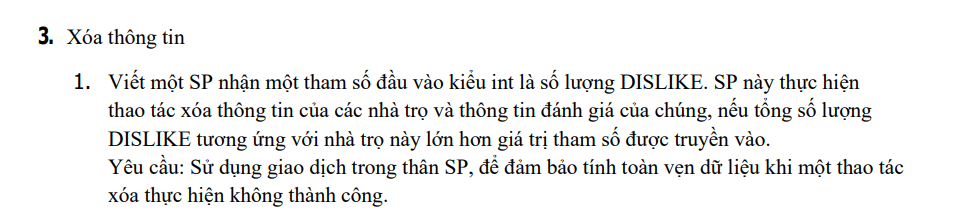 3. Xóa thông tin
1. Viết một SP nhận một tham số đầu vào kiểu int là số lượng DISLIKE. SP này thực hiện
thao tác xóa thông tin của các nhà trọ và thông tin đánh giá của chúng, nếu tổng số lượng
DISLIKE tương ứng với nhà trọ này lớn hơn giá trị tham số được truyền vào.
Yêu cầu: Sử dụng giao dịch trong thân SP, để đảm bảo tính toàn vẹn dữ liệu khi một thao tác
xóa thực hiện không thành công.